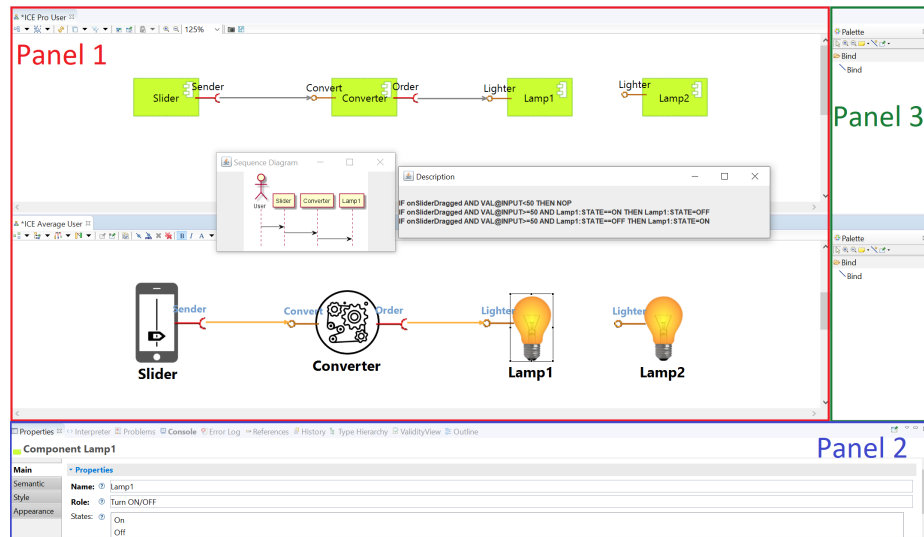 *ICE Pro User
125%
Panel 1
Palette
Bind
Bind
Panel 3
Sender
Convert
Order
Lighter
Lighter
Slider
Converter
Lamp1
Lamp2
Sequence Diagram
User
Slider
Converter
Lamp1
Description
IF onSliderDragged AND VAL@INPUT<50 THEN NOP
IF onSliderDragged AND VAL@INPUT>=50 AND Lamp1:STATE==ON THEN Lamp1:STATE=OFF
IF onSliderDragged AND VAL@INPUT>=50 AND Lamp1:STATE==OFF THEN Lamp1:STATE=ON
*ICE Average User
B I A
Palette
Bind
Bind
Sender
Convert
Order
Lighter
Lighter
Slider
Converter
Lamp1
Lamp2
Properties Interpreter Problems Console Error Log References History Type Hierarchy ValidityView Outline
Panel 2
Component Lamp1
Main
Semantic
Style
Appearance
Properties
Name: Lamp1
Role: Turn ON/OFF
States: On
Off